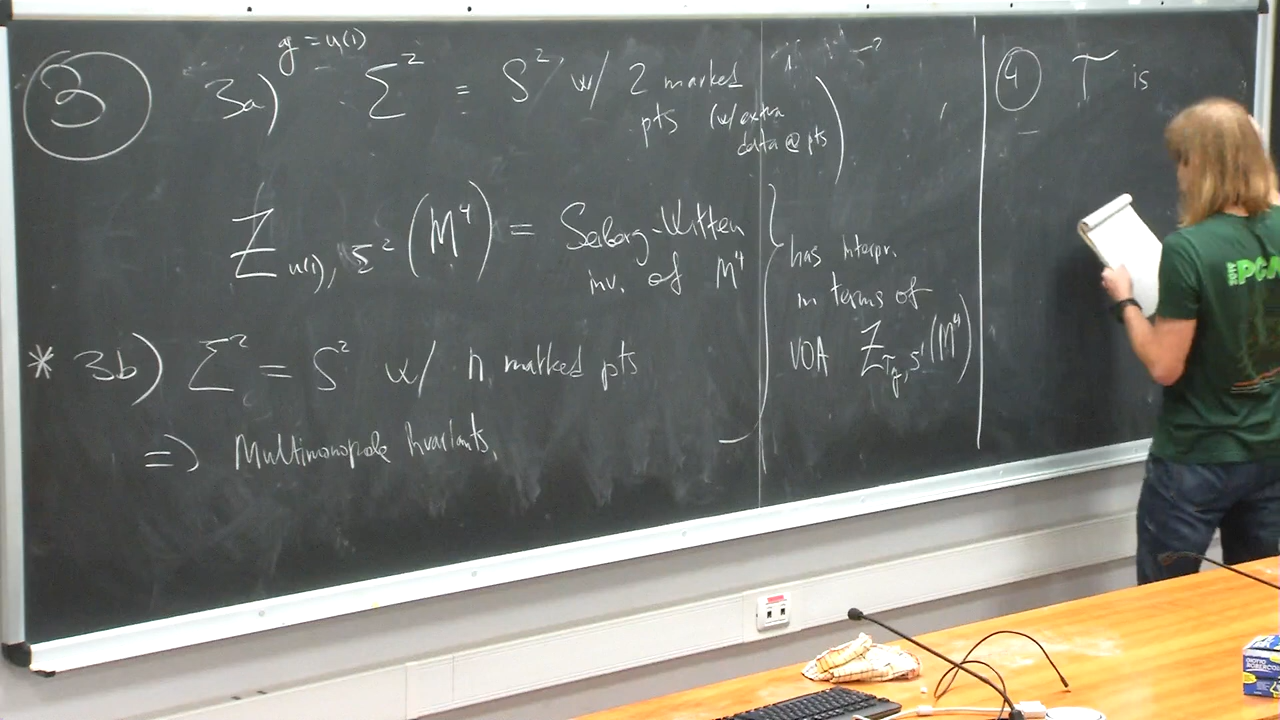 ③ 3a) 𝔤 = u(1)
Σ² = S² w/ 2 marked
pts (w/ extra
data @ pts)
Z_{u(1), Σ²} (M⁴) = Seiberg-Witten
inv. of M⁴
* 3b) Σ² = S² w/ n marked pts
=> Multimonopole Invariants.
has interpr.
in terms of
VOA Z_{T_𝔤, S¹} (M⁴)
④ T is